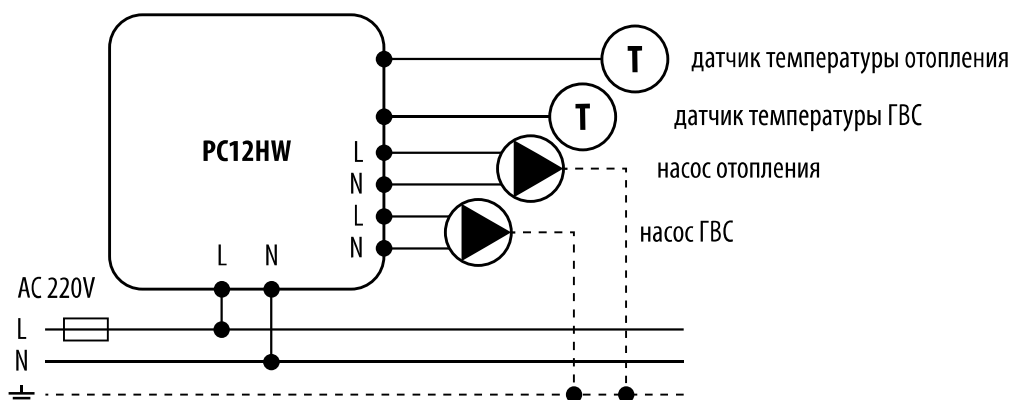 T датчик температуры отопления
T датчик температуры ГВС
PC12HW
L
насос отопления
N
L
насос ГВС
N
L N
AC 220V
L
N